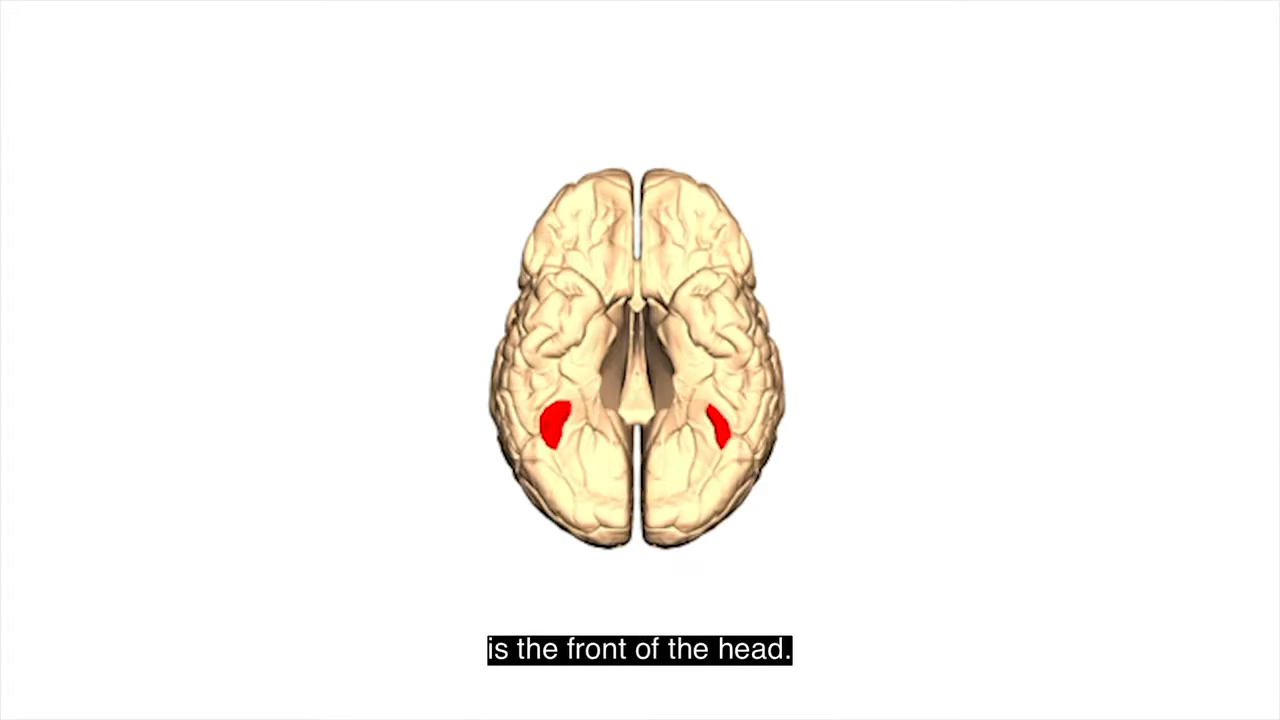 is the front of the head.